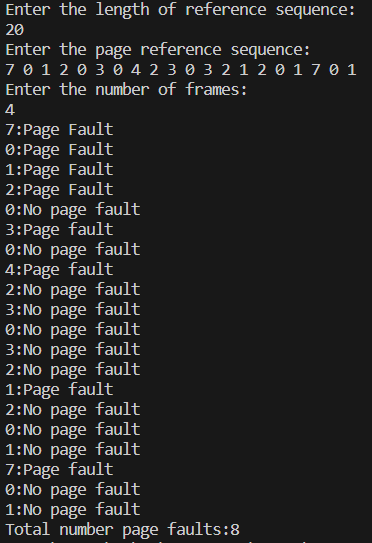 Enter the length of reference sequence:
20
Enter the page reference sequence:
7 0 1 2 0 3 0 4 2 3 0 3 2 1 2 0 1 7 0 1
Enter the number of frames:
4
7:Page Fault
0:Page Fault
1:Page Fault
2:Page Fault
0:No page fault
3:Page fault
0:No page fault
4:Page fault
2:No page fault
3:No page fault
0:No page fault
3:No page fault
2:No page fault
1:Page fault
2:No page fault
0:No page fault
1:No page fault
7:Page fault
0:No page fault
1:No page fault
Total number page faults:8